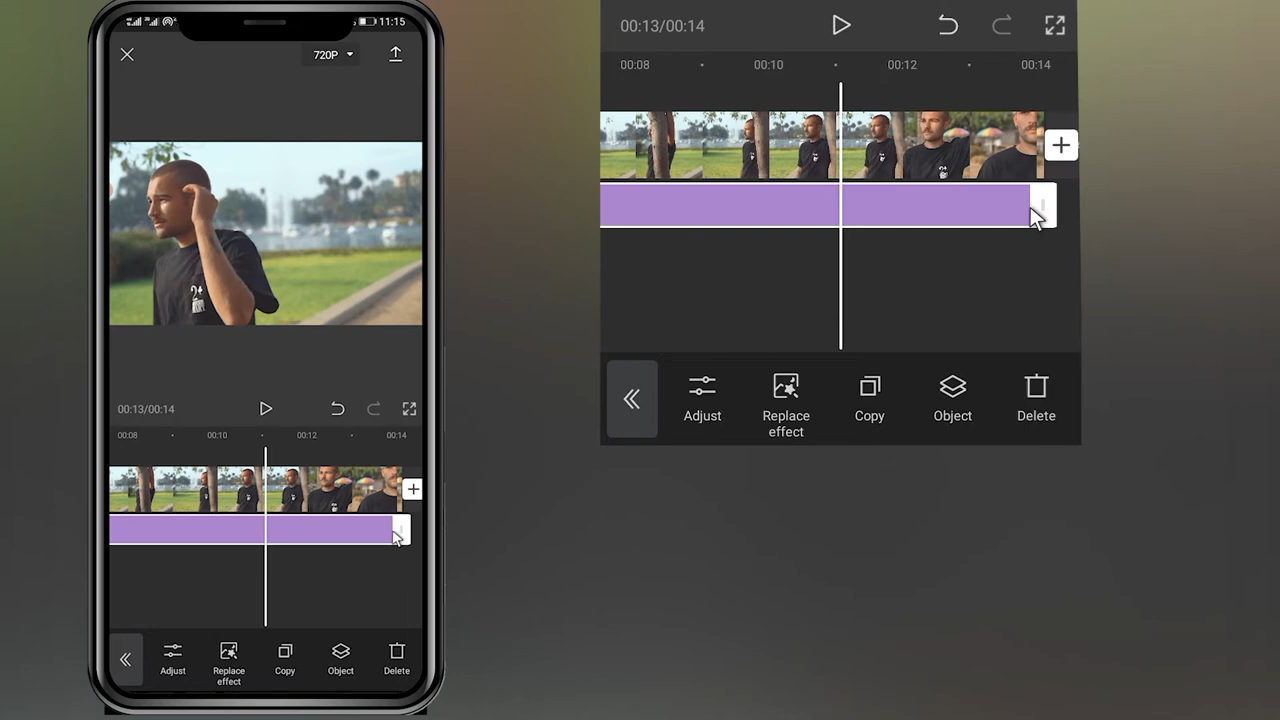 11:15
720P
00:13/00:14
00:08
00:10
00:12
00:14
Adjust
Replace
effect
Copy
Object
Delete
00:13/00:14
00:08
00:10
00:12
00:14
Adjust
Replace
effect
Copy
Object
Delete